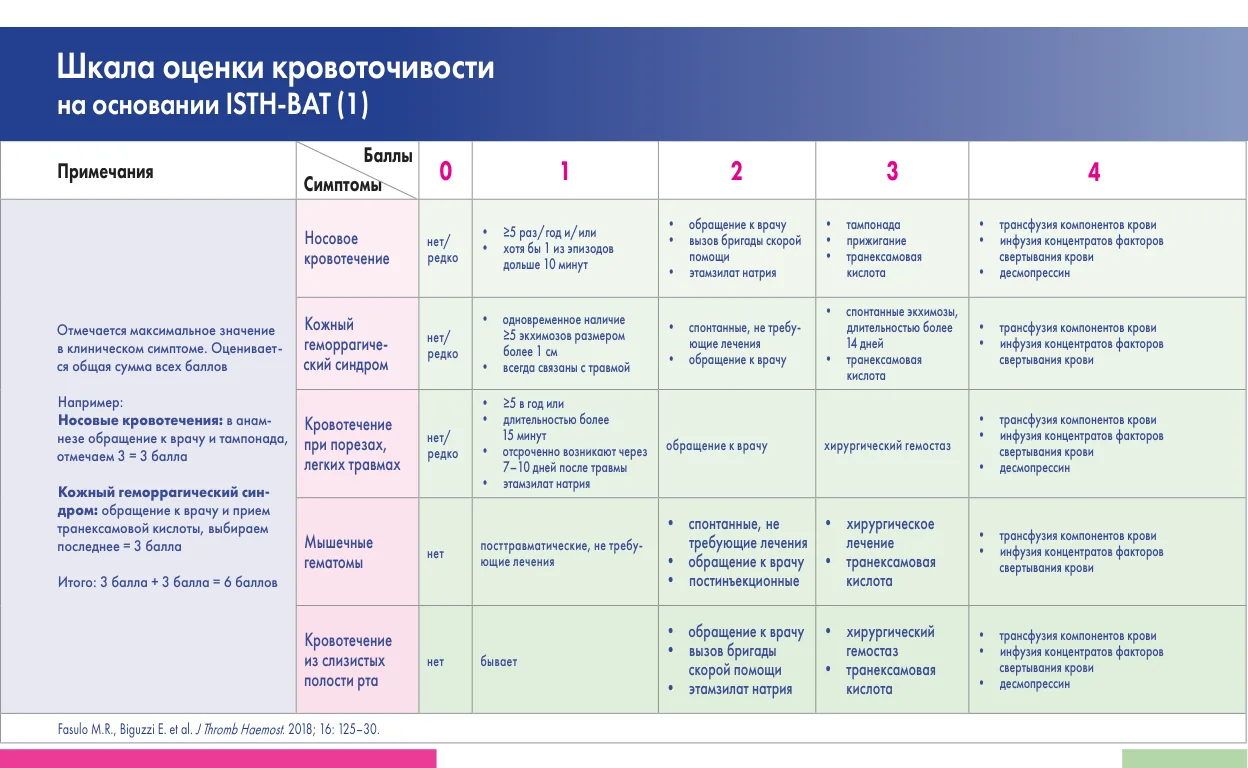 Шкала оценки кровоточивости
на основании ISTH-BAT (1)
Примечания
Баллы
Симптомы
0
1
2
3
4
Отмечается максимальное значение
в клиническом симптоме. Оценивает-
ся общая сумма всех баллов
Например:
Носовые кровотечения: в анам-
незе обращение к врачу и тампонада,
отмечаем 3 = 3 балла
Кожный геморрагический син-
дром: обращение к врачу и прием
транексамовой кислоты, выбираем
последнее = 3 балла
Итого: 3 балла + 3 балла = 6 баллов
Носовое
кровотечение
нет/
редко
• ≥5 раз/год и/или
• хотя бы 1 из эпизодов
дольше 10 минут
• обращение к врачу
• вызов бригады скорой
помощи
• этамзилат натрия
• тампонада
• прижигание
• транексамовая
кислота
• трансфузия компонентов крови
• инфузия концентратов факторов
свертывания крови
• десмопрессин
Кожный
геморрагиче-
ский синдром
нет/
редко
• одновременное наличие
≥5 экхимозов размером
более 1 см
• всегда связаны с травмой
• спонтанные, не требу-
ющие лечения
• обращение к врачу
• спонтанные экхимозы,
длительностью более
14 дней
• транексамовая
кислота
• трансфузия компонентов крови
• инфузия концентратов факторов
свертывания крови
Кровотечение
при порезах,
легких травмах
нет/
редко
• ≥5 в год или
• длительностью более
15 минут
• отсроченно возникают через
7–10 дней после травмы
• этамзилат натрия
обращение к врачу
хирургический гемостаз
• трансфузия компонентов крови
• инфузия концентратов факторов
свертывания крови
• десмопрессин
Мышечные
гематомы
нет
посттравматические, не требу-
ющие лечения
• спонтанные, не
требующие лечения
• обращение к врачу
• постинъекционные
• хирургическое
лечение
• транексамовая
кислота
• трансфузия компонентов крови
• инфузия концентратов факторов
свертывания крови
Кровотечение
из слизистых
полости рта
нет
бывает
• обращение к врачу
• вызов бригады
скорой помощи
• этамзилат натрия
• хирургический
гемостаз
• транексамовая
кислота
• трансфузия компонентов крови
• инфузия концентратов факторов
свертывания крови
• десмопрессин
Fasulo M.R., Biguzzi E. et al. J Thromb Haemost. 2018; 16: 125–30.